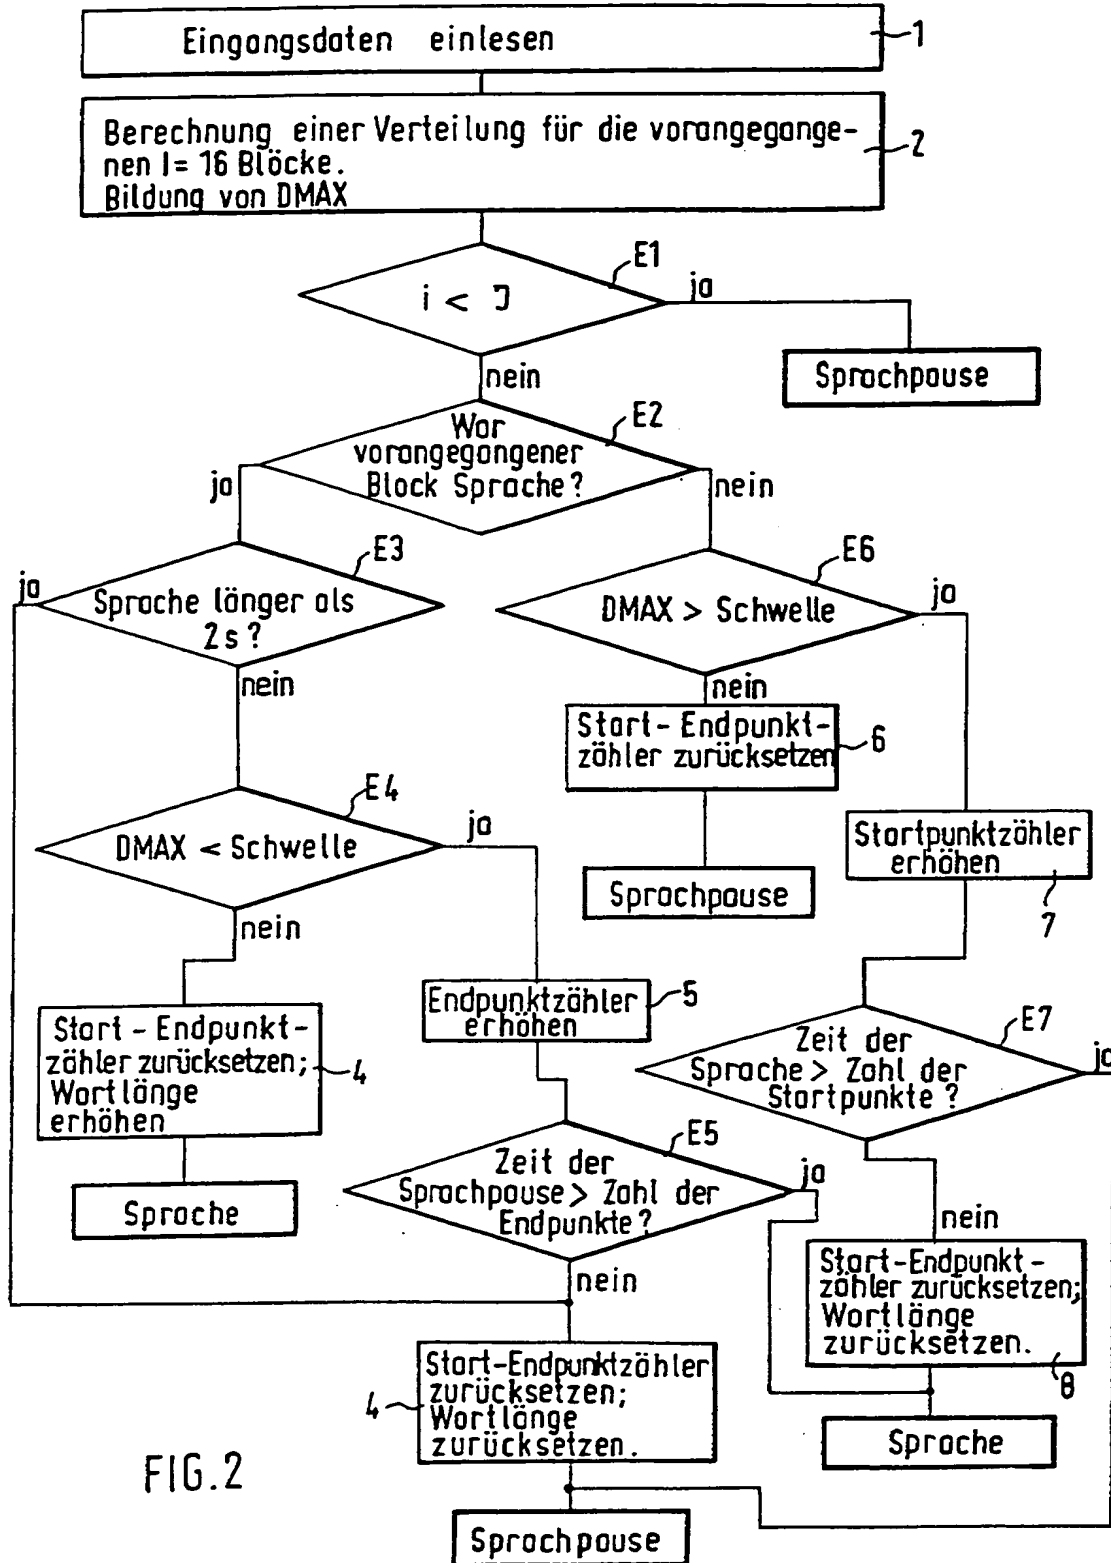 Eingangsdaten einlesen
1
Berechnung einer Verteilung für die vorangegange-
nen I = 16 Blöcke.
Bildung von DMAX
2
E1
i < J
ja
Sprachpause
nein
E2
War
vorangegangener
Block Sprache?
ja
nein
E3
ja
Sprache länger als
2s?
nein
E6
DMAX > Schwelle
ja
nein
Start-Endpunkt-
zähler zurücksetzen
6
Sprachpause
E4
DMAX < Schwelle
ja
nein
Startpunktzähler
erhöhen
7
Start-Endpunkt-
zähler zurücksetzen;
Wortlänge
erhöhen
4
Sprache
Endpunktzähler
erhöhen
5
E7
Zeit der
Sprache > Zahl der
Startpunkte?
ja
nein
E5
Zeit der
Sprachpause > Zahl der
Endpunkte?
ja
nein
Start-Endpunkt-
zähler zurücksetzen;
Wortlänge
zurücksetzen.
8
Sprache
Start-Endpunktzähler
zurücksetzen;
Wortlänge
zurücksetzen.
4
Sprachpause
FIG.2